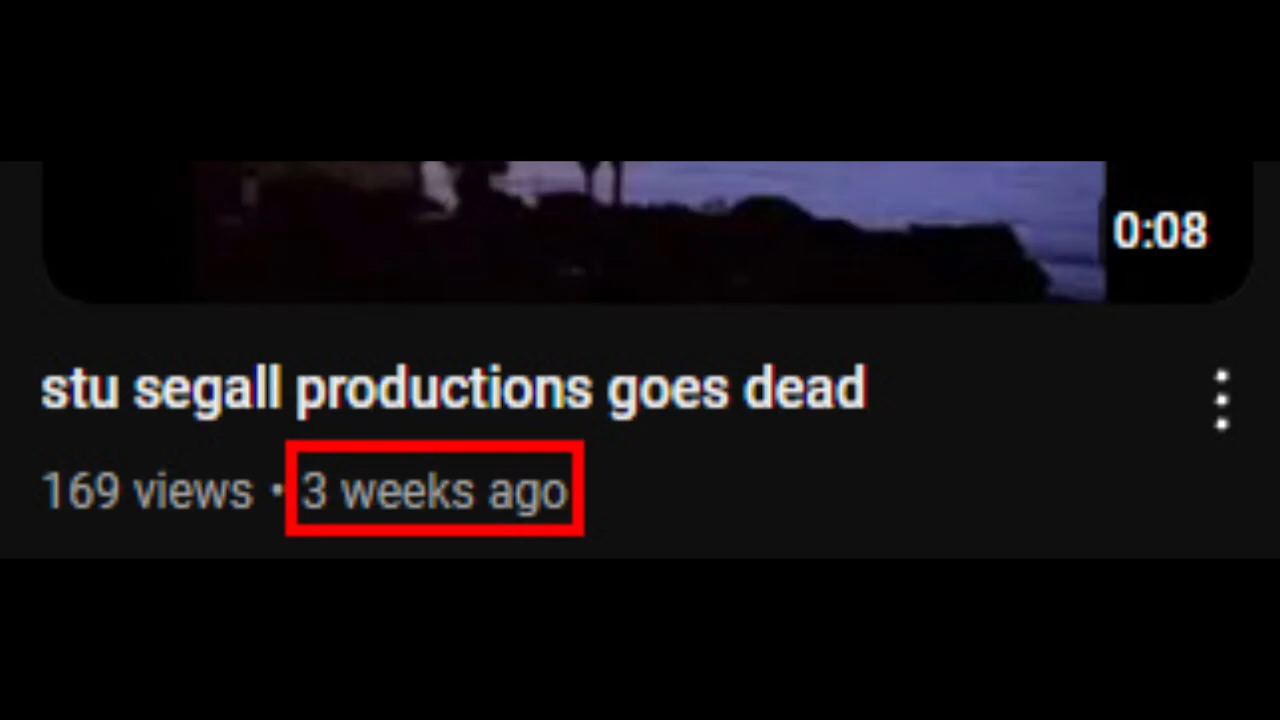 0:08
stu segall productions goes dead
169 views • 3 weeks ago